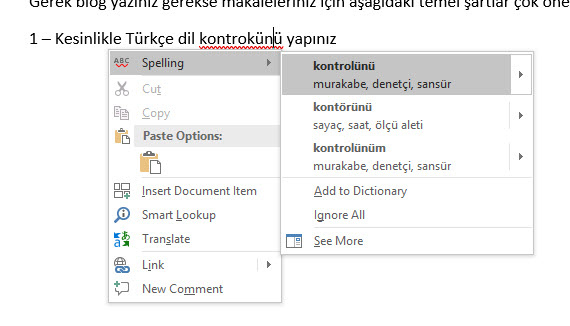 Gerek blog yazınız gerekse makaleleriniz için aşağıdaki temel şartlar çok öne
1 – Kesinlikle Türkçe dil kontrokünü yapınız
Spelling
Cut
Copy
Paste Options:
Insert Document Item
Smart Lookup
Translate
Link
New Comment
kontrolünü
murakabe, denetçi, sansür
kontörünü
sayaç, saat, ölçü aleti
kontrolünüm
murakabe, denetçi, sansür
Add to Dictionary
Ignore All
See More